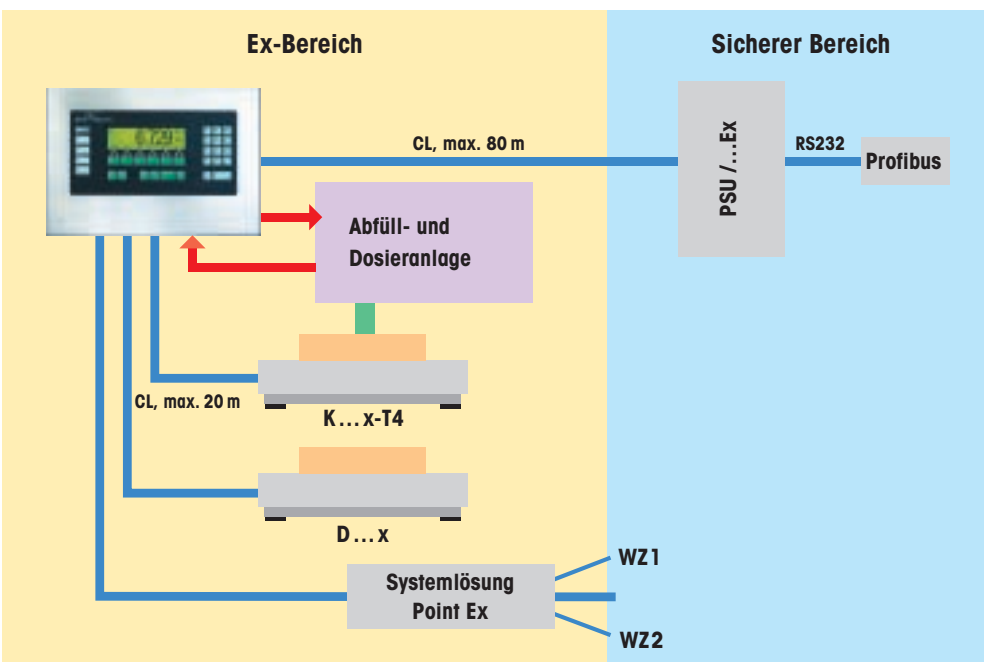 Ex-Bereich
Sicherer Bereich
CL, max. 80 m
PSU /...Ex
RS232
Profibus
Abfüll- und
Dosieranlage
CL, max. 20 m
K...x-T4
D...x
Systemlösung
Point Ex
WZ1
WZ2